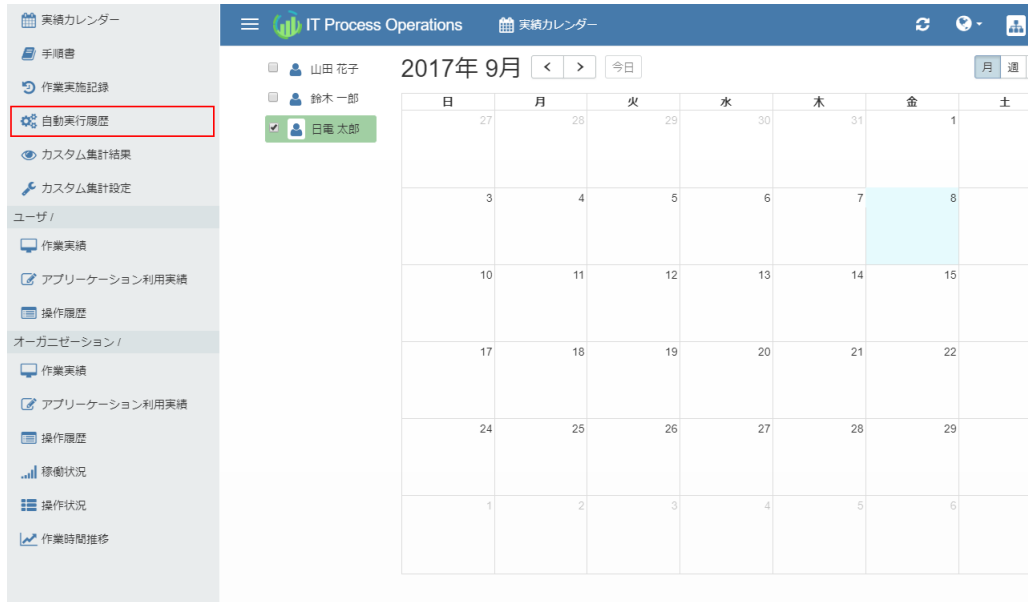 実績カレンダー
手順書
作業実施記録
自動実行履歴
カスタム集計結果
カスタム集計設定
ユーザ /
作業実績
アプリーケーション利用実績
操作履歴
オーガニゼーション /
作業実績
アプリーケーション利用実績
操作履歴
稼働状況
操作状況
作業時間推移
IT Process Operations 実績カレンダー
山田 花子
鈴木 一郎
日電 太郎
2017年 9月 < > 今日 月 週
日 月 火 水 木 金 土
27 28 29 30 31 1
3 4 5 6 7 8
10 11 12 13 14 15
17 18 19 20 21 22
24 25 26 27 28 29
1 2 3 4 5 6